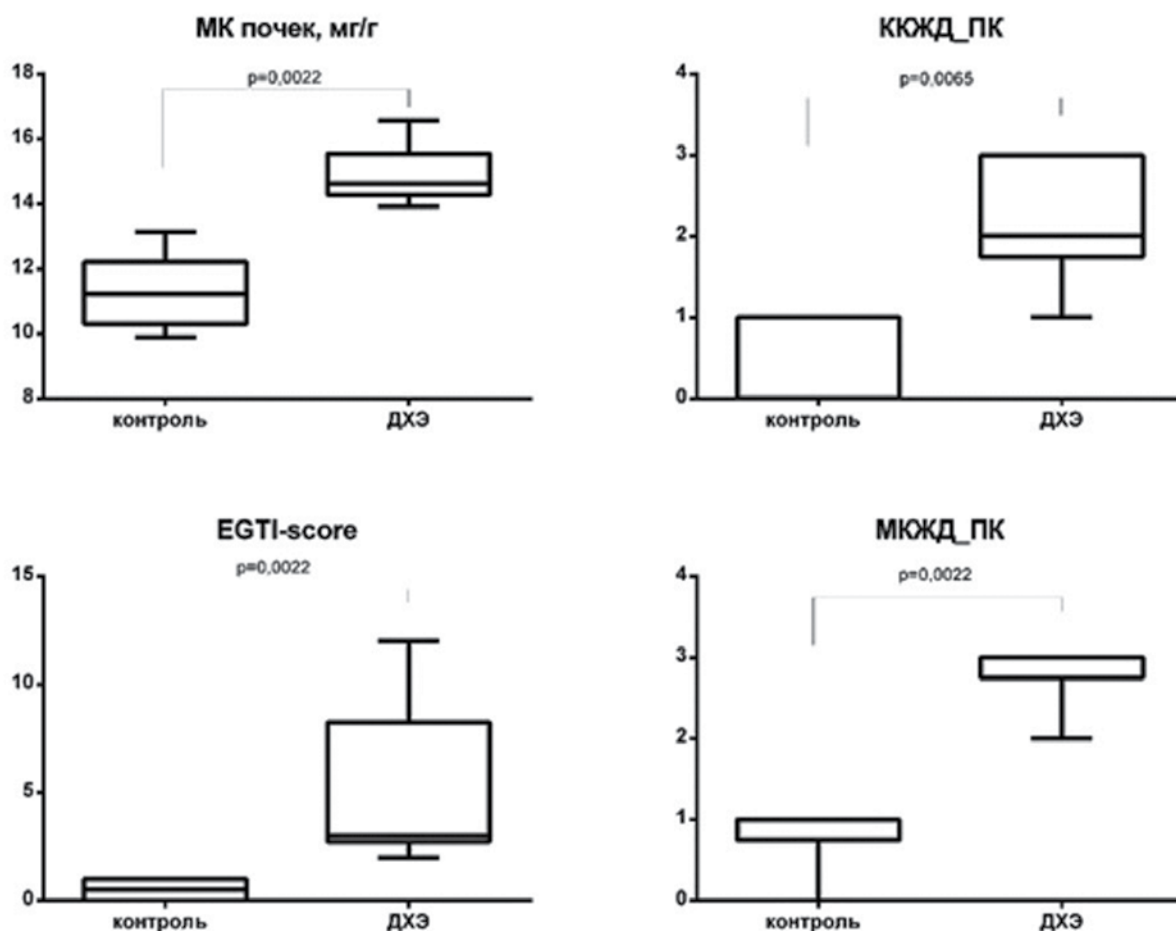 МК почек, мг/г
p=0,0022
18
16
14
12
10
8
контроль
ДХЭ
ККЖД_ПК
p=0,0065
4
3
2
1
0
контроль
ДХЭ
EGTI-score
p=0,0022
15
10
5
0
контроль
ДХЭ
МКЖД_ПК
p=0,0022
4
3
2
1
0
контроль
ДХЭ